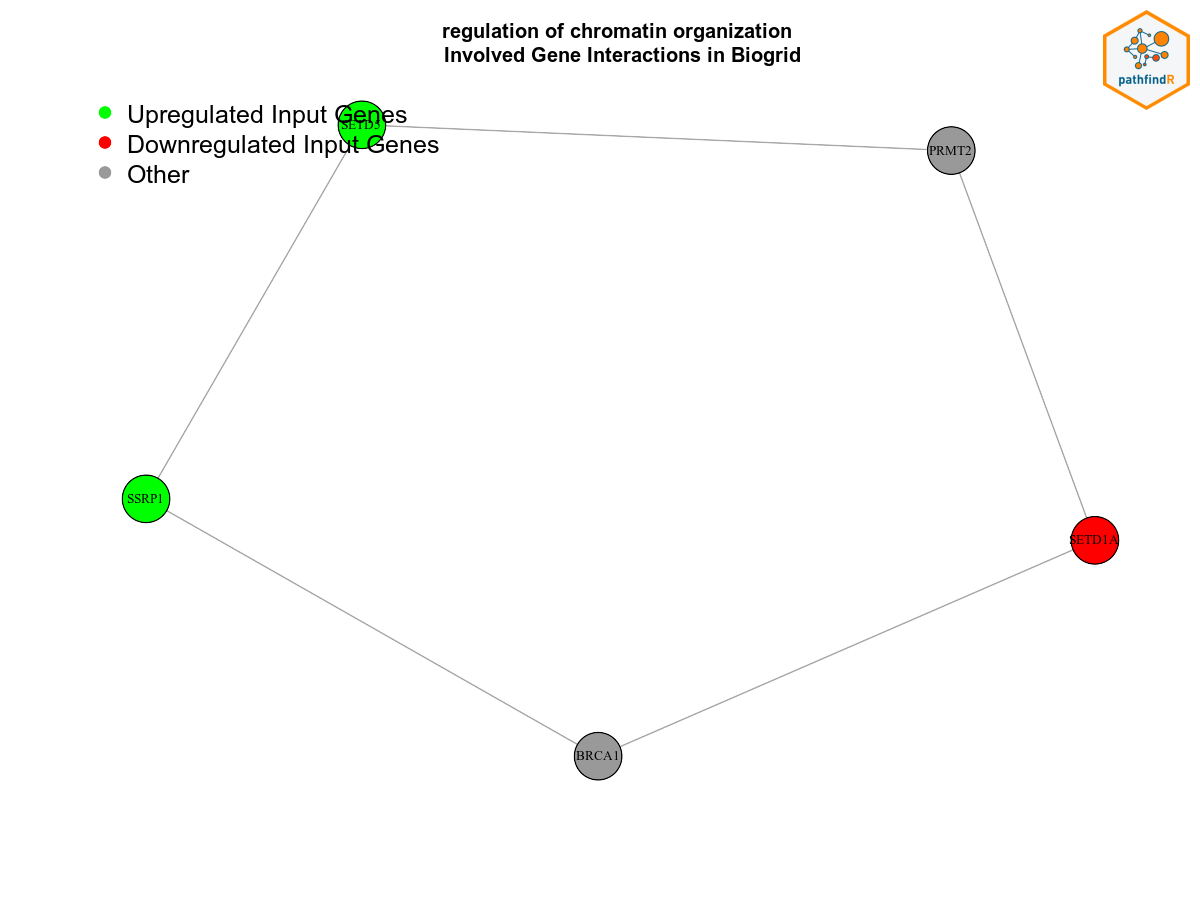 regulation of chromatin organization
Involved Gene Interactions in Biogrid
pathfindR
Upregulated Input Genes
Downregulated Input Genes
Other
PRMT2
SSRP1
SETD1A
BRCA1